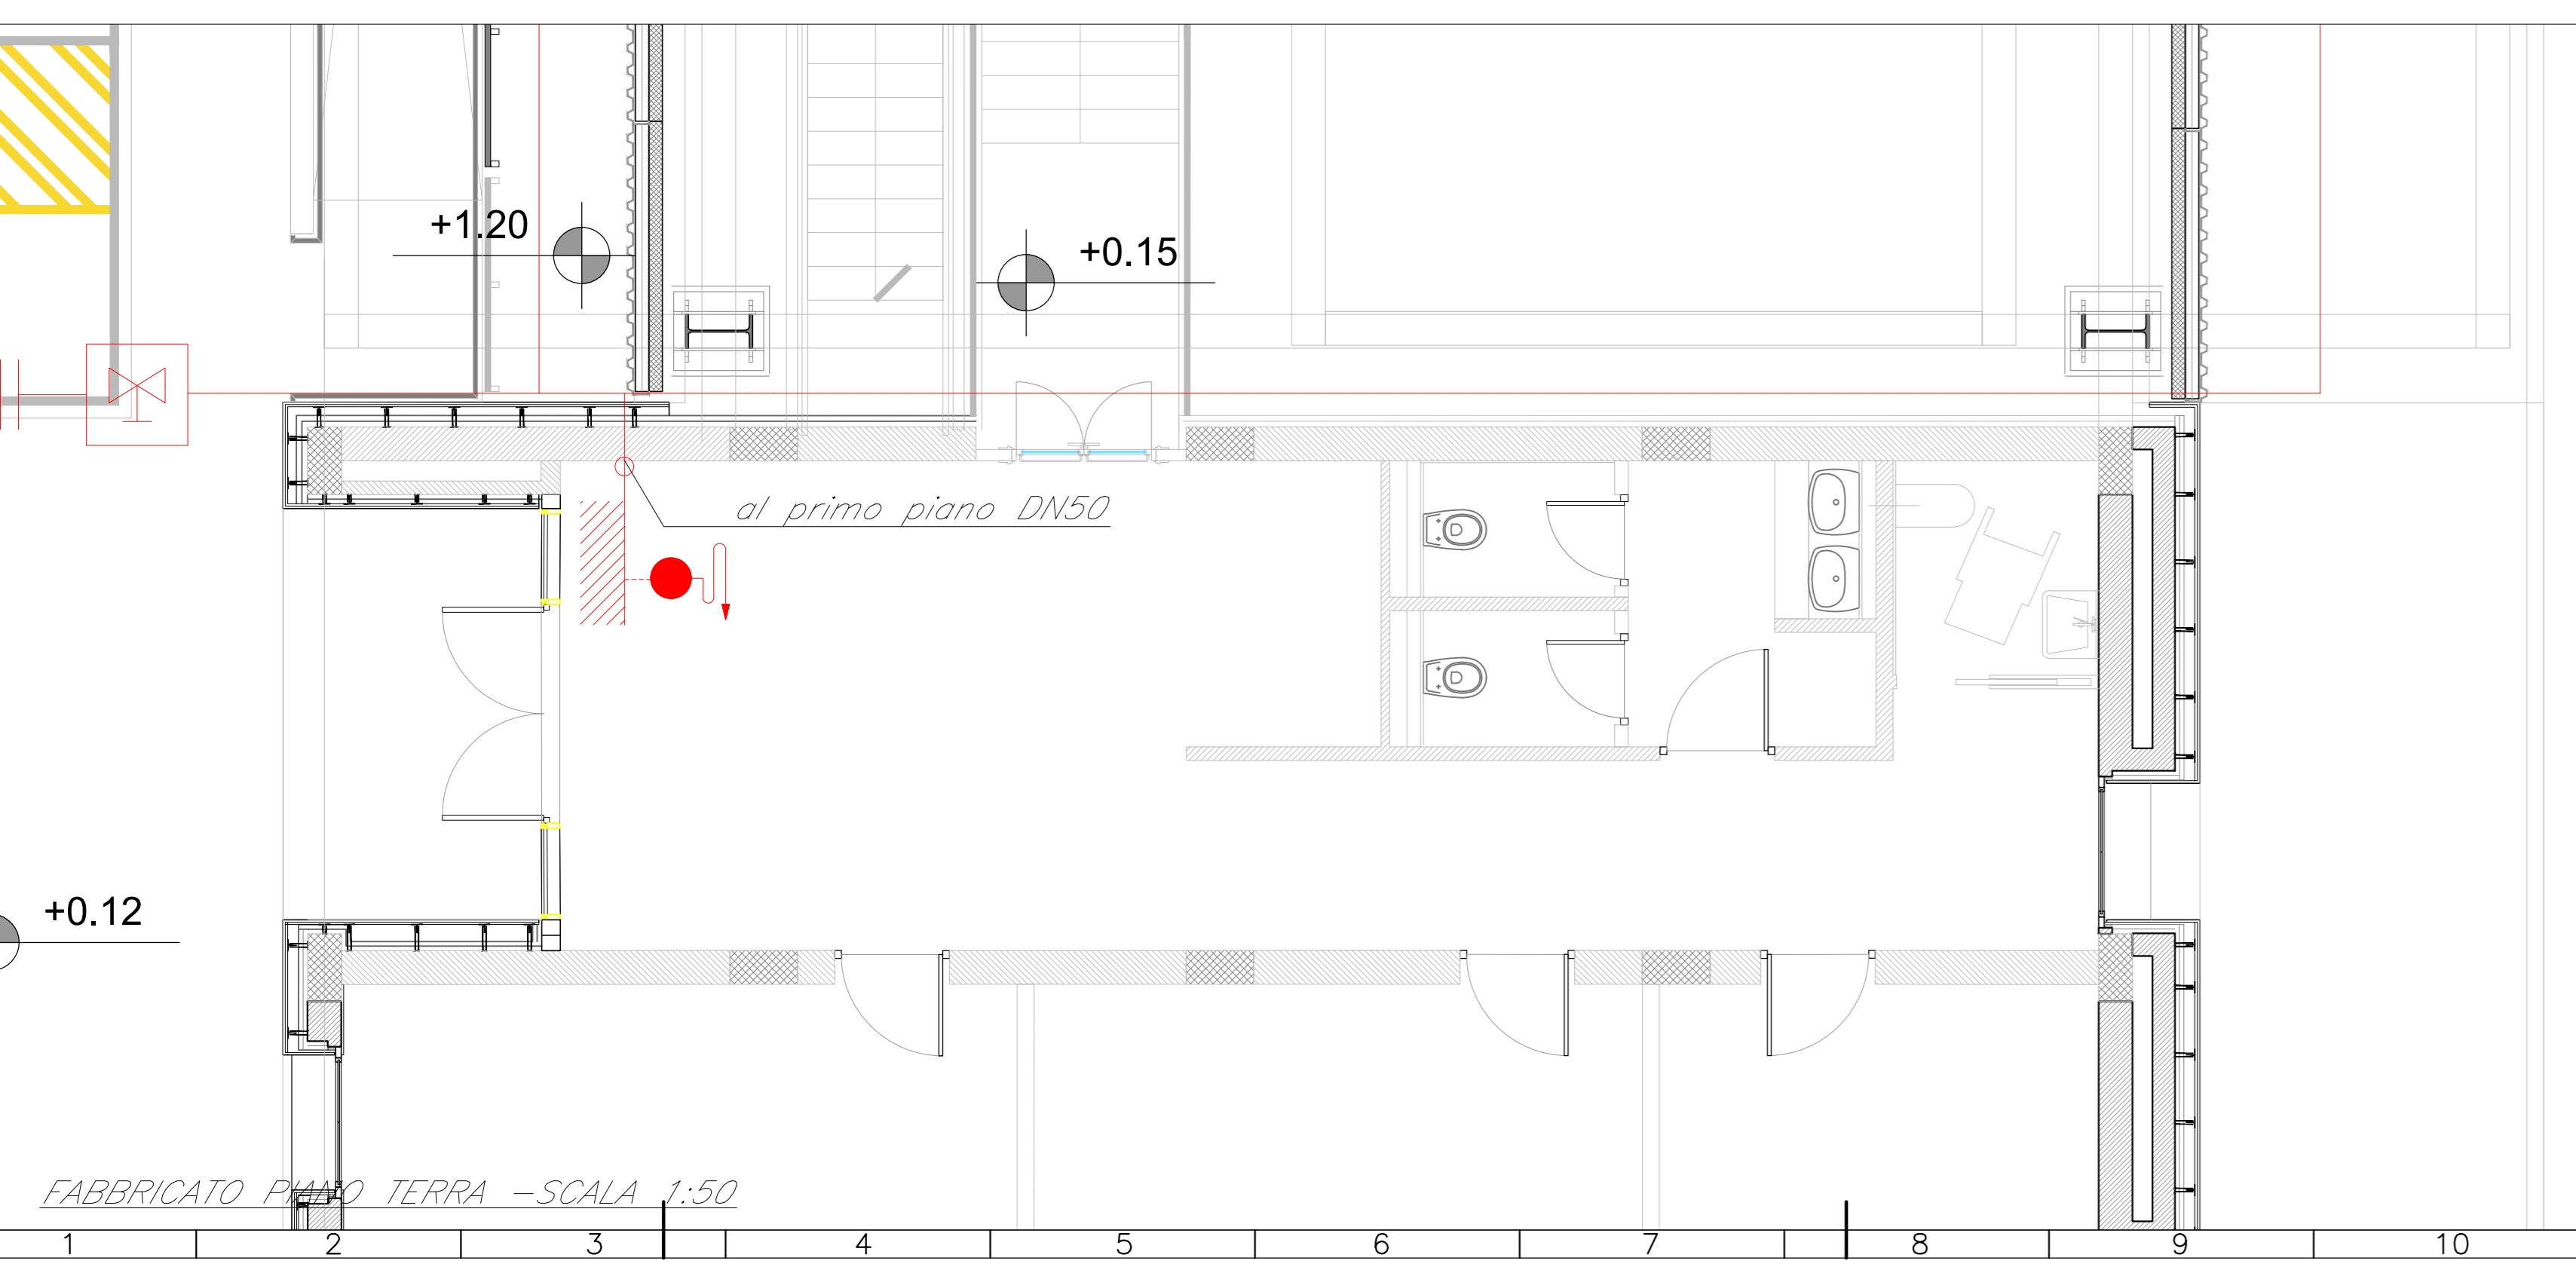 +1.20
+0.15
al primo piano DN50
+0.12
FABBRICATO PIANO TERRA -SCALA 1:50
1 2 3 4 5 6 7 8 9 10